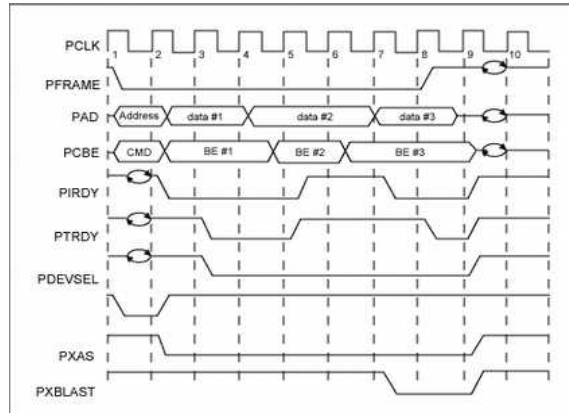 PCLK
1 2 3 4 5 6 7 8 9 10
PFRAME
PAD Address data #1 data #2 data #3
PCBE CMD BE #1 BE #2 BE #3
PIRDY
PTRDY
PDEVSEL
PXAS
PXBLAST